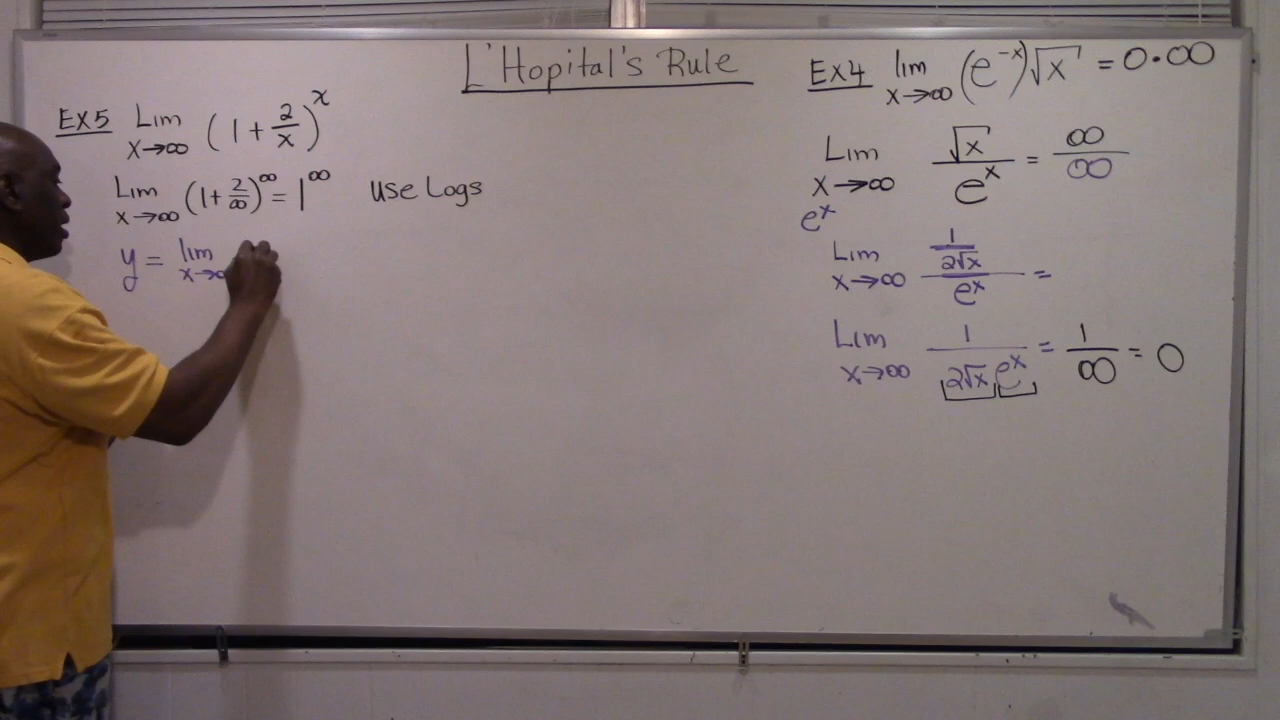 L'Hopital's Rule
EX5 Lim x→∞ (1 + 2/x)^x
Lim x→∞ (1 + 2/∞)^∞ = 1^∞ use Logs
y = lim x→∞
EX4 lim x→∞ (e^-x)√x = 0·∞
Lim x→∞ √x / e^x = ∞/∞
e^x
Lim x→∞ (1/2√x) / e^x =
Lim x→∞ 1 / 2√x e^x = 1/∞ = 0